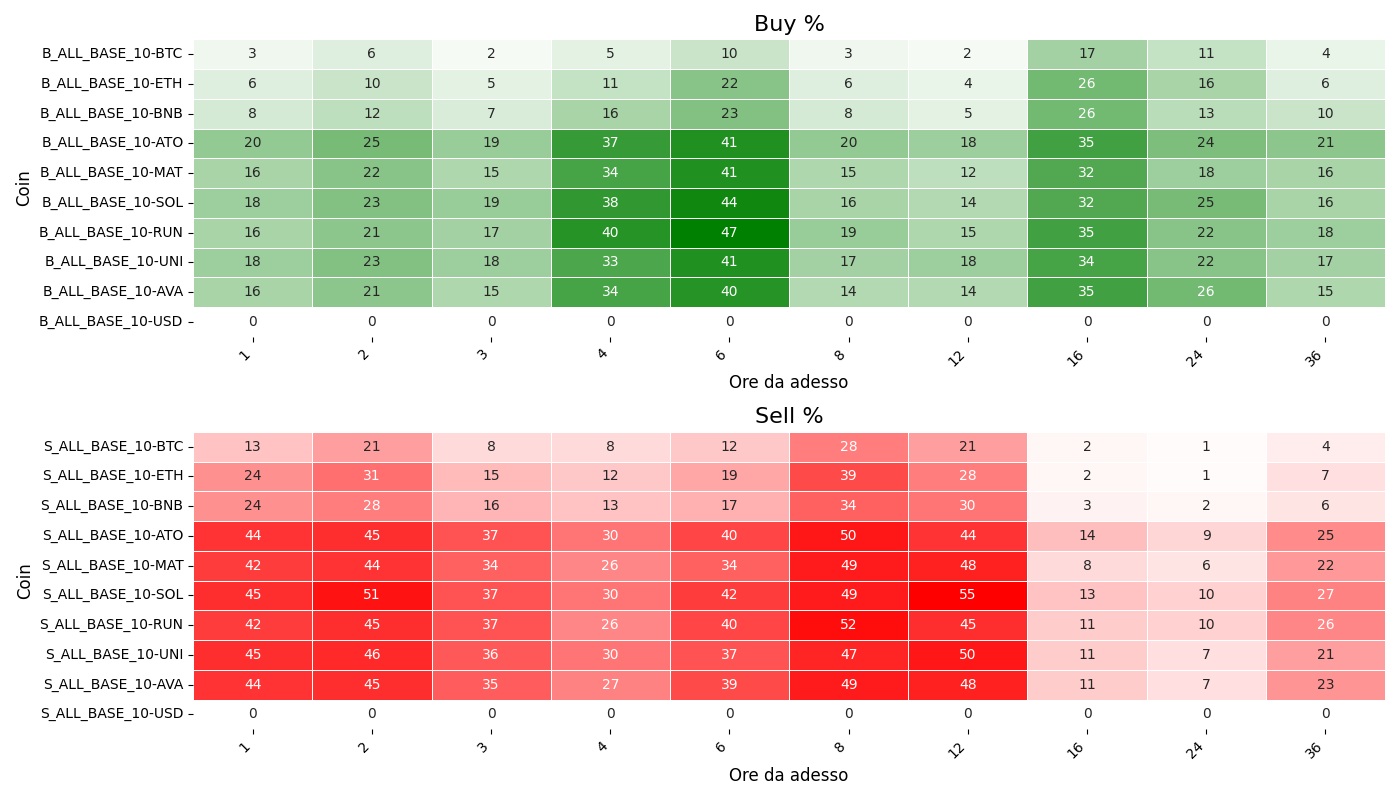 Buy %
Coin
B_ALL_BASE_10-BTC 3 6 2 5 10 3 2 17 11 4
B_ALL_BASE_10-ETH 6 10 5 11 22 6 4 26 16 6
B_ALL_BASE_10-BNB 8 12 7 16 23 8 5 26 13 10
B_ALL_BASE_10-ATO 20 25 19 37 41 20 18 35 24 21
B_ALL_BASE_10-MAT 16 22 15 34 41 15 12 32 18 16
B_ALL_BASE_10-SOL 18 23 19 38 44 16 14 32 25 16
B_ALL_BASE_10-RUN 16 21 17 40 47 19 15 35 22 18
B_ALL_BASE_10-UNI 18 23 18 33 41 17 18 34 22 17
B_ALL_BASE_10-AVA 16 21 15 34 40 14 14 35 26 15
B_ALL_BASE_10-USD 0 0 0 0 0 0 0 0 0 0
1 2 3 4 6 8 12 16 24 36
Ore da adesso
Sell %
Coin
S_ALL_BASE_10-BTC 13 21 8 8 12 28 21 2 1 4
S_ALL_BASE_10-ETH 24 31 15 12 19 39 28 2 1 7
S_ALL_BASE_10-BNB 24 28 16 13 17 34 30 3 2 6
S_ALL_BASE_10-ATO 44 45 37 30 40 50 44 14 9 25
S_ALL_BASE_10-MAT 42 44 34 26 34 49 48 8 6 22
S_ALL_BASE_10-SOL 45 51 37 30 42 49 55 13 10 27
S_ALL_BASE_10-RUN 42 45 37 26 40 52 45 11 10 26
S_ALL_BASE_10-UNI 45 46 36 30 37 47 50 11 7 21
S_ALL_BASE_10-AVA 44 45 35 27 39 49 48 11 7 23
S_ALL_BASE_10-USD 0 0 0 0 0 0 0 0 0 0
1 2 3 4 6 8 12 16 24 36
Ore da adesso